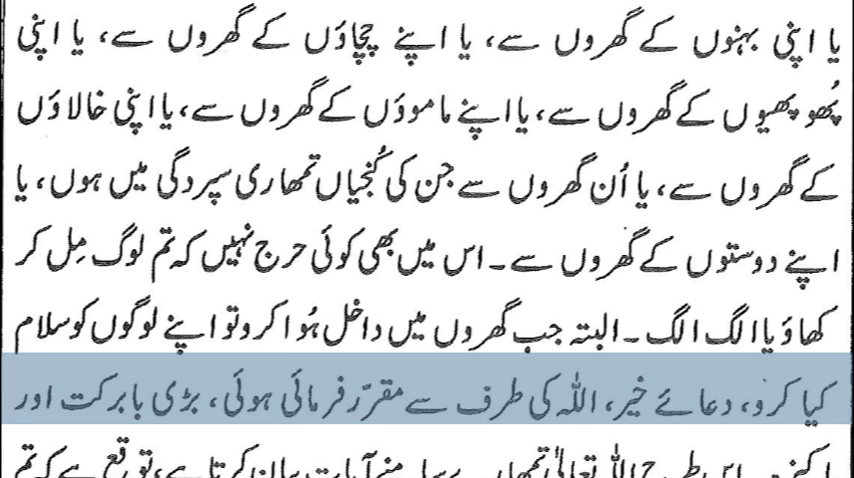 یا اپنی بہنوں کے گھروں سے، یا اپنے چچاؤں کے گھروں سے، یا اپنی
پُھوپھیوں کے گھروں سے، یا اپنے ماموؤں کے گھروں سے، یا اپنی خالاؤں
کے گھروں سے، یا اُن گھروں سے جن کی کُنجیاں تمھاری سپردگی میں ہوں، یا
اپنے دوستوں کے گھروں سے۔ اس میں بھی کوئی حرج نہیں کہ تم لوگ مِل کر
کھاؤ یا الگ الگ۔ البتہ جب گھروں میں داخل ہُوا کرو تو اپنے لوگوں کو سلام
کیا کرو، دعائے خیر، اللہ کی طرف سے مقرّر فرمائی ہوئی، بڑی بابرکت اور